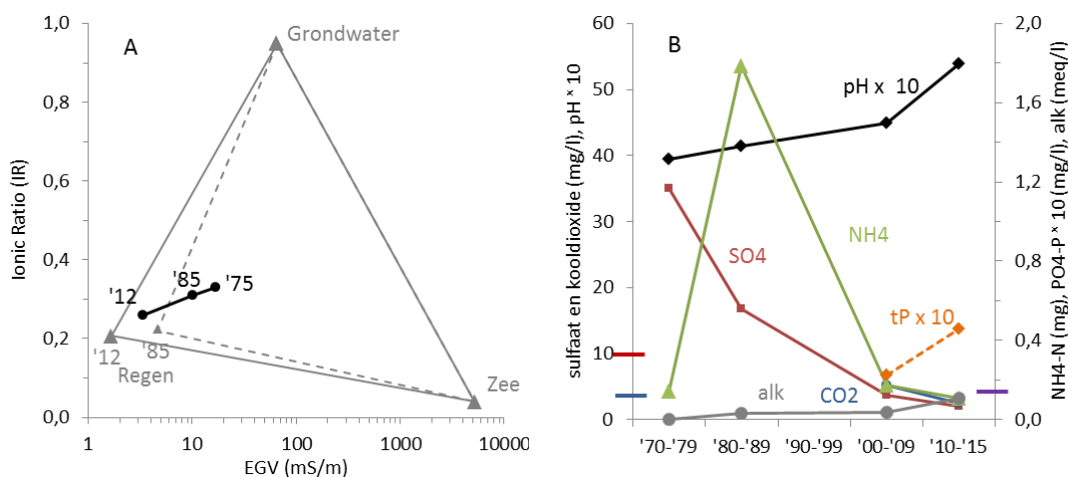 A
Ionic Ratio (IR)
1,0
0,8
0,6
0,4
0,2
0,0
Grondwater
'12
'85
'75
'12
'85
Regen
Zee
1
10
100
1000
10000
EGV (mS/m)
B
sulfaat en kooldioxide (mg/l), pH * 10
60
50
40
30
20
10
0
pH x 10
SO4
NH4
tP x 10
alk
CO2
2,0
1,6
1,2
0,8
0,4
0,0
NH4-N (mg), PO4-P * 10 (mg/l), alk (meq/l)
'70-'79
'80-'89
'90-'99
'00-'09
'10-'15